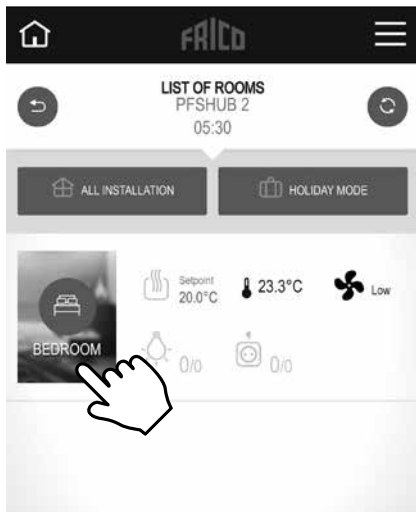 FRICO
LIST OF ROOMS
PFSHUB 2
05:30
ALL INSTALLATION
HOLIDAY MODE
Setpoint
20.0°C
23.3°C
Low
BEDROOM
0/0
0/0